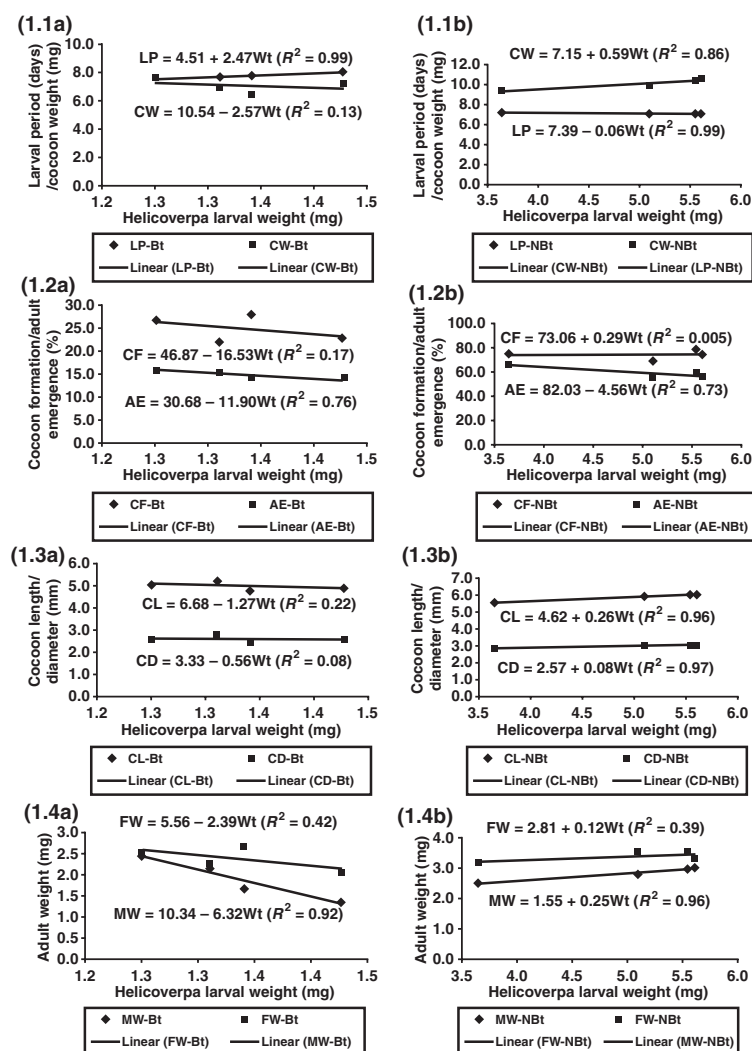 (1.1a)
Larval period (days)
/cocoon weight (mg)
10.0
8.0
6.0
4.0
2.0
0.0
LP = 4.51 + 2.47Wt (R² = 0.99)
CW = 10.54 – 2.57Wt (R² = 0.13)
1.2 1.3 1.3 1.4 1.4 1.5 1.5
Helicoverpa larval weight (mg)
LP-Bt CW-Bt
Linear (LP-Bt) Linear (CW-Bt)
(1.1b)
Larval period (days)
/cocoon weight (mg)
12.0
10.0
8.0
6.0
4.0
2.0
0.0
CW = 7.15 + 0.59Wt (R² = 0.86)
LP = 7.39 – 0.06Wt (R² = 0.99)
3.5 4.0 4.5 5.0 5.5 6.0
Helicoverpa larval weight (mg)
LP-NBt CW-NBt
Linear (CW-NBt) Linear (LP-NBt)
(1.2a)
Cocoon formation/adult
emergence (%)
30.0
25.0
20.0
15.0
10.0
5.0
0.0
CF = 46.87 – 16.53Wt (R² = 0.17)
AE = 30.68 – 11.90Wt (R² = 0.76)
1.2 1.3 1.3 1.4 1.4 1.5 1.5
Helicoverpa larval weight (mg)
CF-Bt AE-Bt
Linear (CF-Bt) Linear (AE-Bt)
(1.2b)
Cocoon formation/adult
emergence (%)
100.0
80.0
60.0
40.0
20.0
0.0
CF = 73.06 + 0.29Wt (R² = 0.005)
AE = 82.03 – 4.56Wt (R² = 0.73)
3.5 4.0 4.5 5.0 5.5 6.0
Helicoverpa larval weight (mg)
CF-NBt AE-NBt
Linear (CF-NBt) Linear (AE-NBt)
(1.3a)
Cocoon length/
diameter (mm)
6.0
5.0
4.0
3.0
2.0
1.0
0.0
CL = 6.68 – 1.27Wt (R² = 0.22)
CD = 3.33 – 0.56Wt (R² = 0.08)
1.2 1.3 1.3 1.4 1.4 1.5 1.5
Helicoverpa larval weight (mg)
CL-Bt CD-Bt
Linear (CL-Bt) Linear (CD-Bt)
(1.3b)
Cocoon length/
diameter (mm)
7.0
6.0
5.0
4.0
3.0
2.0
1.0
0.0
CL = 4.62 + 0.26Wt (R² = 0.96)
CD = 2.57 + 0.08Wt (R² = 0.97)
3.5 4.0 4.5 5.0 5.5 6.0
Helicoverpa larval weight (mg)
CL-NBt CD-NBt
Linear (CL-NBt) Linear (CD-NBt)
(1.4a)
Adult weight (mg)
3.0
2.5
2.0
1.5
1.0
0.5
0.0
FW = 5.56 – 2.39Wt (R² = 0.42)
MW = 10.34 – 6.32Wt (R² = 0.92)
1.2 1.3 1.3 1.4 1.4 1.5 1.5
Helicoverpa larval weight (mg)
MW-Bt FW-Bt
Linear (FW-Bt) Linear (MW-Bt)
(1.4b)
Adult weight (mg)
4.0
3.0
2.0
1.0
0.0
FW = 2.81 + 0.12Wt (R² = 0.39)
MW = 1.55 + 0.25Wt (R² = 0.96)
3.5 4.0 4.5 5.0 5.5 6.0
Helicoverpa larval weight (mg)
MW-NBt FW-NBt
Linear (FW-NBt) Linear (MW-NBt)